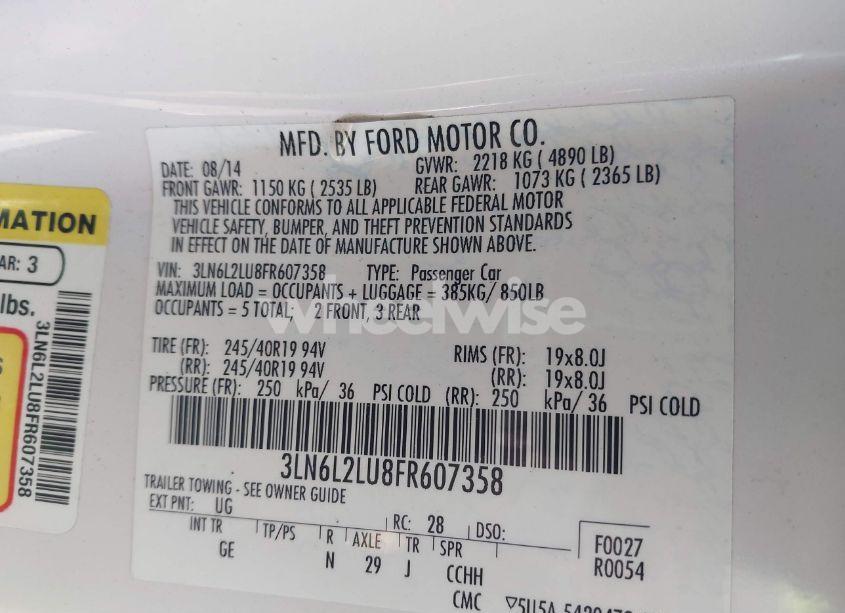 MFD. BY FORD MOTOR CO.
DATE: 08/14 GVWR: 2218 KG ( 4890 LB)
FRONT GAWR: 1150 KG ( 2535 LB) REAR GAWR: 1073 KG ( 2365 LB)
THIS VEHICLE CONFORMS TO ALL APPLICABLE FEDERAL MOTOR
VEHICLE SAFETY, BUMPER, AND THEFT PREVENTION STANDARDS
IN EFFECT ON THE DATE OF MANUFACTURE SHOWN ABOVE.
VIN: 3LN6L2LU8FR607358 TYPE: Passenger Car
MAXIMUM LOAD = OCCUPANTS + LUGGAGE = 385KG/ 850LB
OCCUPANTS = 5 TOTAL; 2 FRONT, 3 REAR
TIRE (FR): 245/40R19 94V RIMS (FR): 19x8.0J
(RR): 245/40R19 94V (RR): 19x8.0J
PRESSURE (FR): 250 kPa/ 36 PSI COLD (RR): 250 kPa/ 36 PSI COLD
3LN6L2LU8FR607358
TRAILER TOWING - SEE OWNER GUIDE
EXT PNT: UG RC: 28 DSO:
INT TR TP/PS R AXLE TR SPR F0027
GE N 29 J CCHH R0054
CMC
MATION
AR: 3
lbs.
3LN6L2LU8FR607358
wheelwise